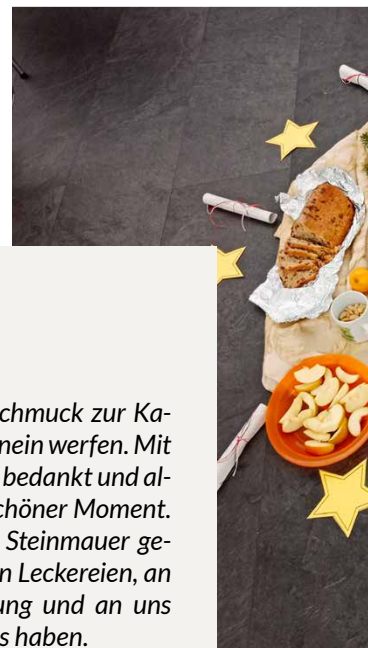 chmuck zur Ka-
nein werfen. Mit
bedankt und al-
chöner Moment.
Steinmauer ge-
n Leckereien, an
ung und an uns
s haben.